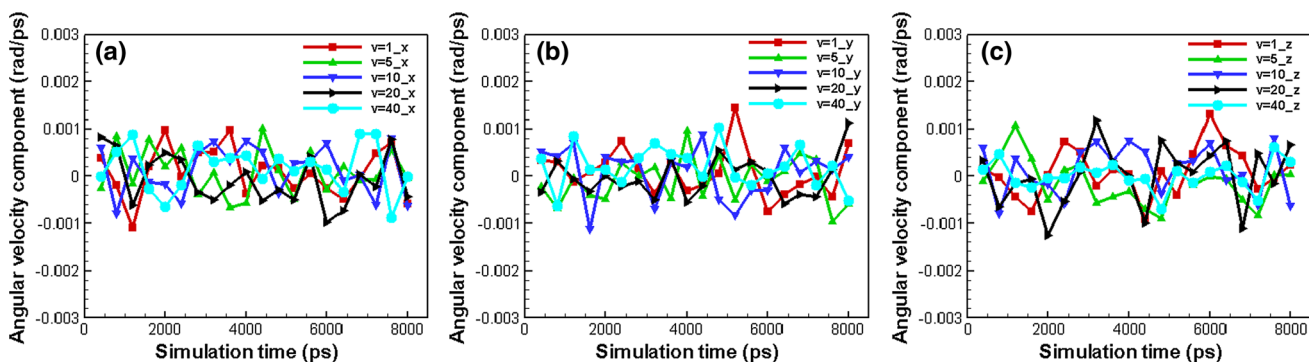 Angular velocity component (rad/ps)
0.003
0.002
0.001
0
-0.001
-0.002
-0.003
(a)
v=1_x
v=5_x
v=10_x
v=20_x
v=40_x
0 2000 4000 6000 8000
Simulation time (ps)
Angular velocity component (rad/ps)
0.003
0.002
0.001
0
-0.001
-0.002
-0.003
(b)
v=1_y
v=5_y
v=10_y
v=20_y
v=40_y
0 2000 4000 6000 8000
Simulation time (ps)
Angular velocity component (rad/ps)
0.003
0.002
0.001
0
-0.001
-0.002
-0.003
(c)
v=1_z
v=5_z
v=10_z
v=20_z
v=40_z
0 2000 4000 6000 8000
Simulation time (ps)